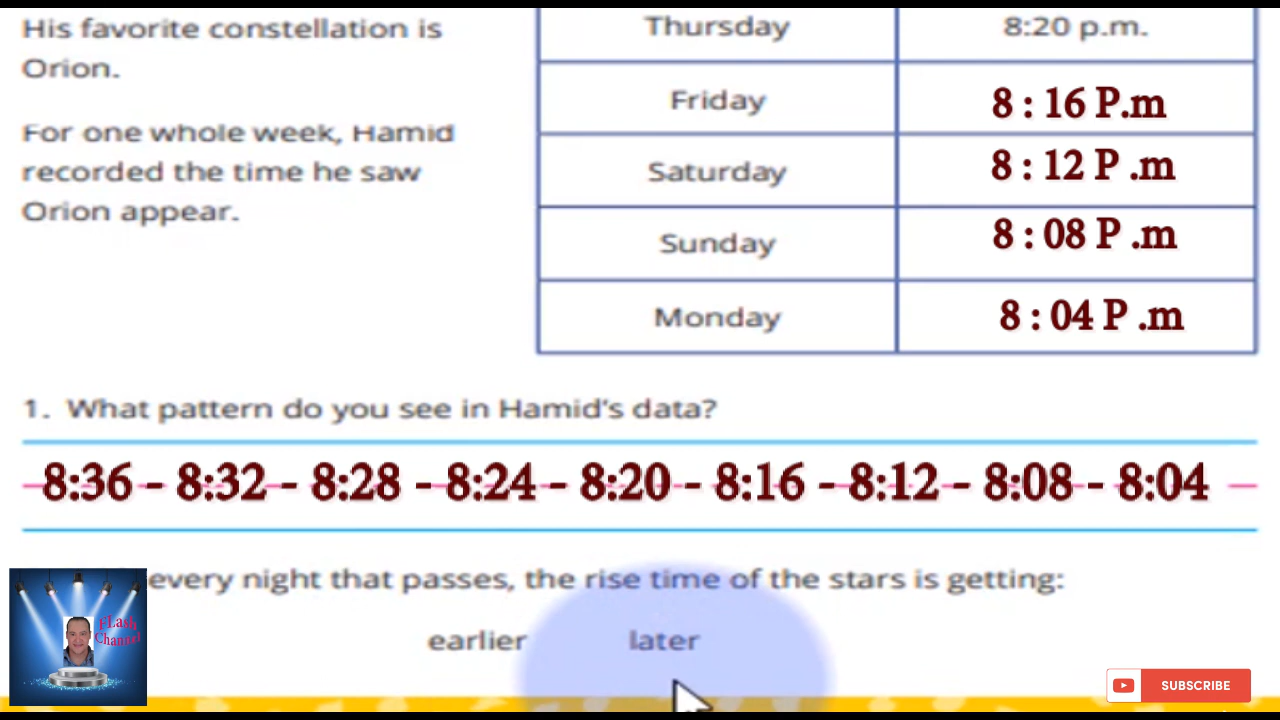 His favorite constellation is
Orion.
For one whole week, Hamid
recorded the time he saw
Orion appear.
Thursday 8:20 p.m.
Friday 8 : 16 P.m
Saturday 8 : 12 P .m
Sunday 8 : 08 P .m
Monday 8 : 04 P .m
1. What pattern do you see in Hamid's data?
8:36 - 8:32 - 8:28 - 8:24 - 8:20 - 8:16 - 8:12 - 8:08 - 8:04
every night that passes, the rise time of the stars is getting:
earlier later
FLash
Channel
SUBSCRIBE